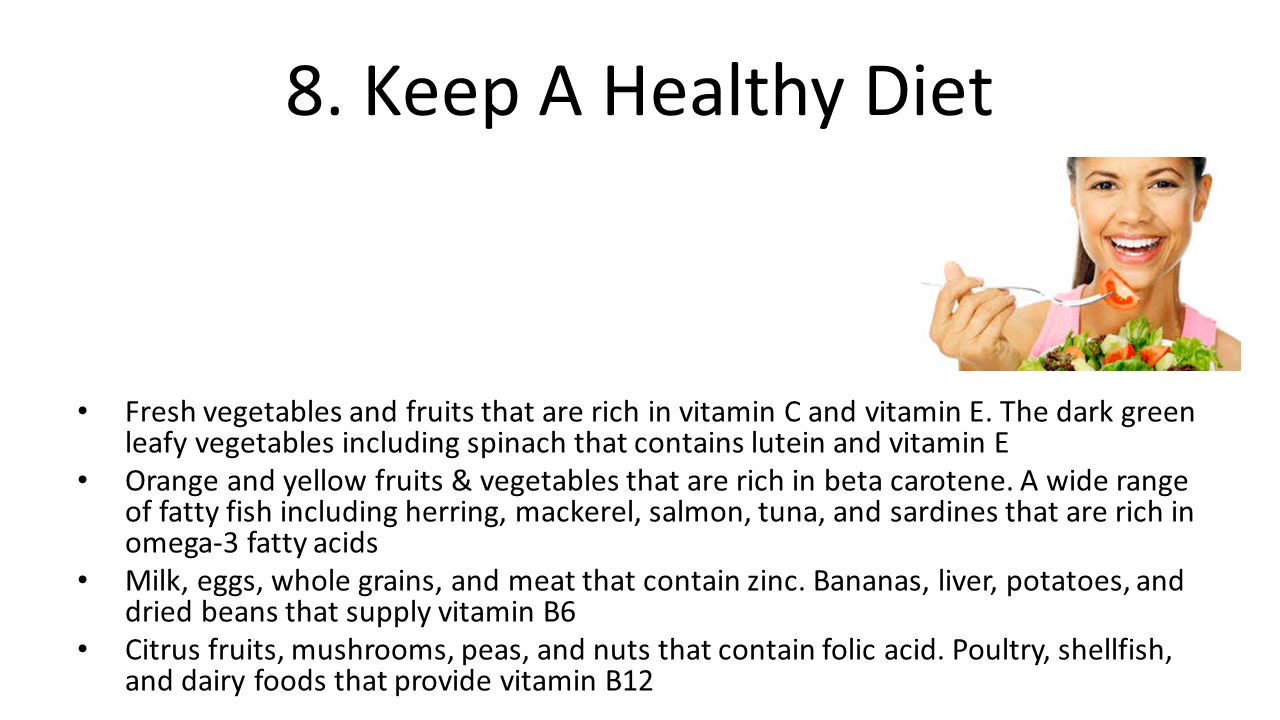 8. Keep A Healthy Diet
• Fresh vegetables and fruits that are rich in vitamin C and vitamin E. The dark green
leafy vegetables including spinach that contains lutein and vitamin E
• Orange and yellow fruits & vegetables that are rich in beta carotene. A wide range
of fatty fish including herring, mackerel, salmon, tuna, and sardines that are rich in
omega-3 fatty acids
• Milk, eggs, whole grains, and meat that contain zinc. Bananas, liver, potatoes, and
dried beans that supply vitamin B6
• Citrus fruits, mushrooms, peas, and nuts that contain folic acid. Poultry, shellfish,
and dairy foods that provide vitamin B12